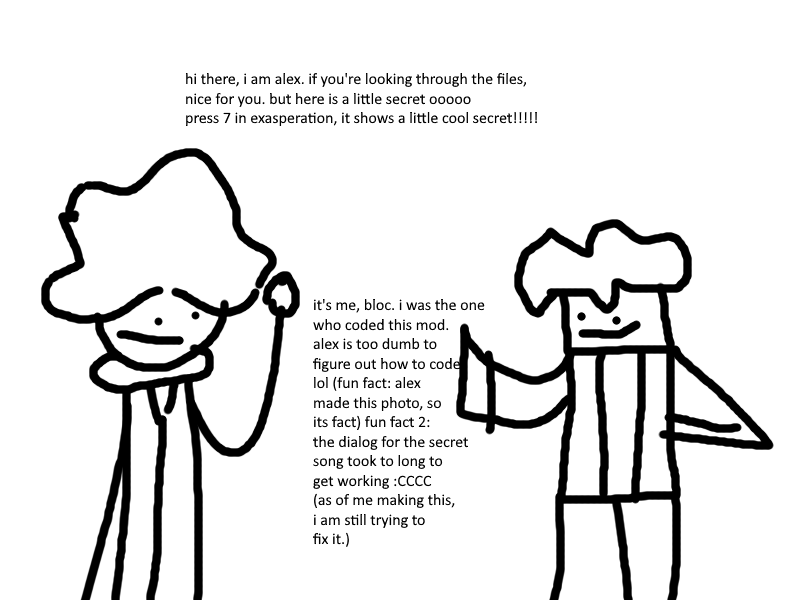 hi there, i am alex. if you're looking through the files,
nice for you. but here is a little secret ooooo
press 7 in exasperation, it shows a little cool secret!!!!!
it's me, bloc. i was the one
who coded this mod.
alex is too dumb to
figure out how to code
lol (fun fact: alex
made this photo, so
its fact) fun fact 2:
the dialog for the secret
song took to long to
get working :CCCC
(as of me making this,
i am still trying to
fix it.)